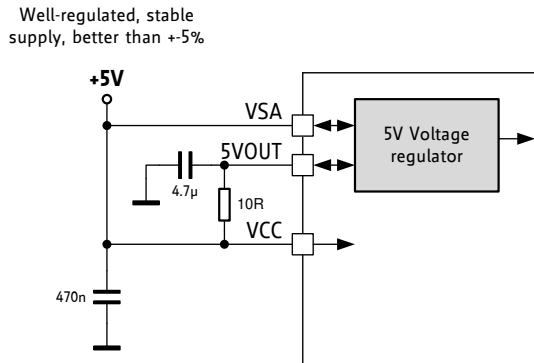 Well-regulated, stable
supply, better than +-5%
+5V
VSA
5V Voltage
regulator
5VOUT
4.7µ
10R
VCC
470n